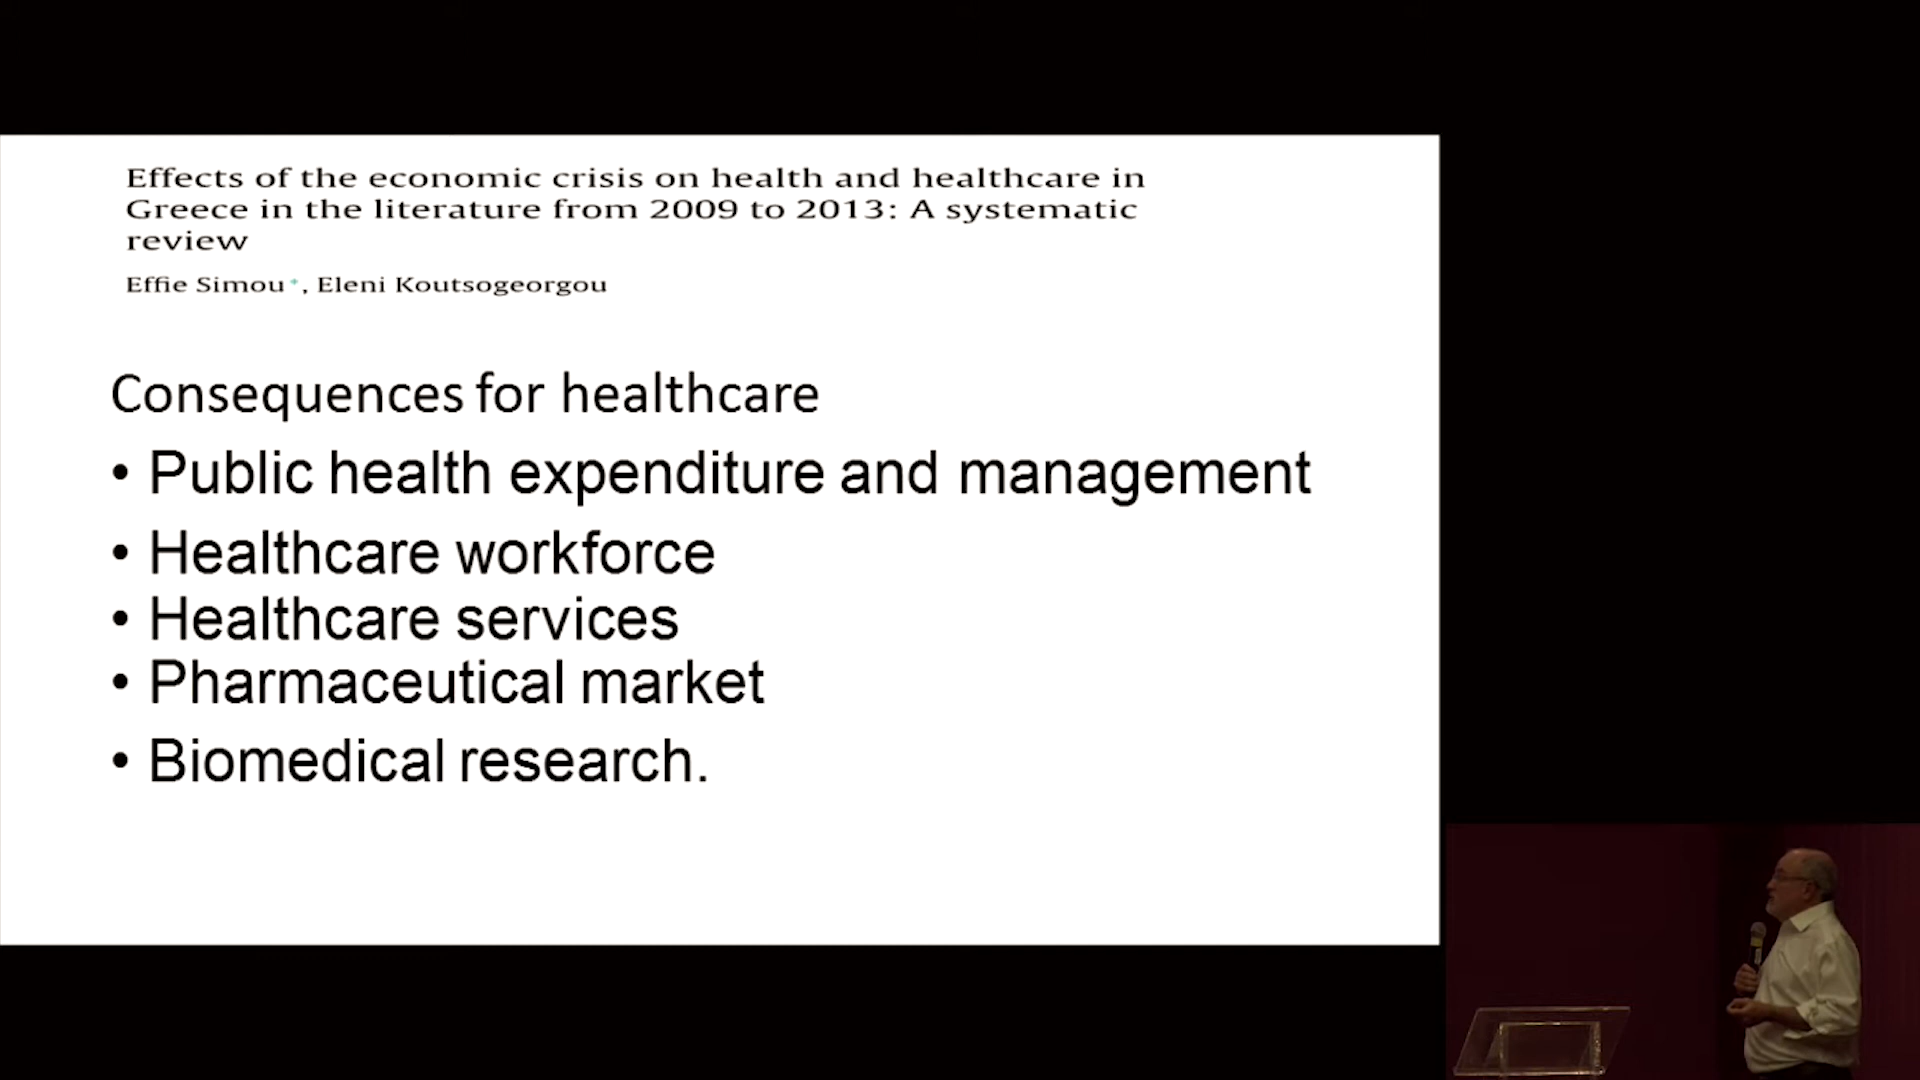 Effects of the economic crisis on health and healthcare in
Greece in the literature from 2009 to 2013: A systematic
review
Effie Simou*, Eleni Koutsogeorgou
Consequences for healthcare
• Public health expenditure and management
• Healthcare workforce
• Healthcare services
• Pharmaceutical market
• Biomedical research.